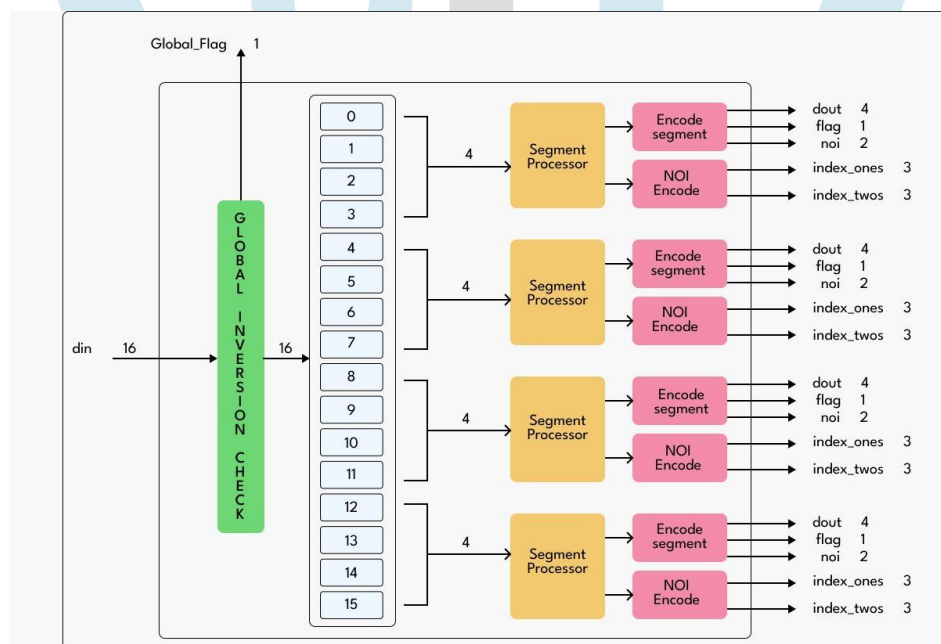 Global_Flag 1
din 16
GLOBAL INVERSION CHECK
16
0
1
2
3
4
5
6
7
8
9
10
11
12
13
14
15
4
Segment
Processor
Encode
segment
NOI
Encode
dout 4
flag 1
noi 2
index_ones 3
index_twos 3
4
Segment
Processor
Encode
segment
NOI
Encode
dout 4
flag 1
noi 2
index_ones 3
index_twos 3
4
Segment
Processor
Encode
segment
NOI
Encode
dout 4
flag 1
noi 2
index_ones 3
index_twos 3
4
Segment
Processor
Encode
segment
NOI
Encode
dout 4
flag 1
noi 2
index_ones 3
index_twos 3